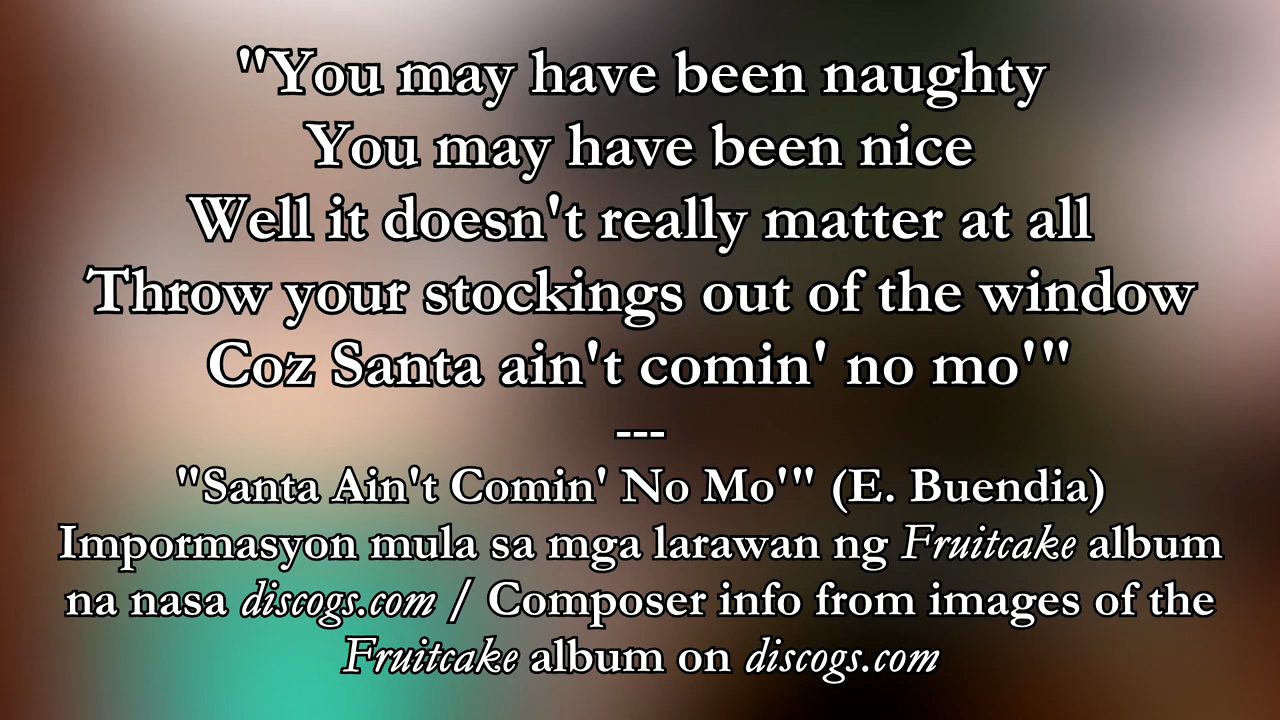 "You may have been naughty
You may have been nice
Well it doesn't really matter at all
Throw your stockings out of the window
Coz Santa ain't comin' no mo'"
---
"Santa Ain't Comin' No Mo'" (E. Buendia)
Impormasyon mula sa mga larawan ng Fruitcake album
na nasa discogs.com / Composer info from images of the
Fruitcake album on discogs.com